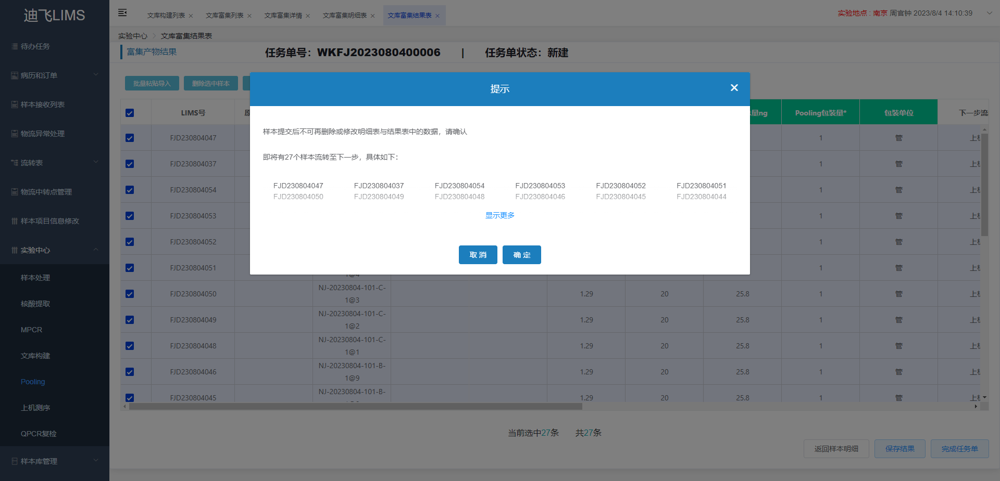 迪飞LIMS
待办任务
病历和订单
样本接收列表
物流异常处理
流转表
物流中转点管理
样本项目信息修改
实验中心
样本处理
核酸提取
MPCR
文库构建
Pooling
上机测序
QPCR复检
样本库管理
文库构建列表 × 文库富集列表 × 文库富集详情 × 文库富集明细表 × 文库富集结果表 ×
实验地点 : 南京 周官钟 2023/8/4 14:10:39
实验中心 > 文库富集结果表
富集产物结果 任务单号：WKFJ2023080400006 | 任务单状态：新建
批量粘贴导入 删除选中样本
提示
样本提交后不可再删除或修改明细表与结果表中的数据，请确认
即将有27个样本流转至下一步，具体如下：
FJD230804047 FJD230804037 FJD230804054 FJD230804053 FJD230804052 FJD230804051
FJD230804050 FJD230804049 FJD230804048 FJD230804046 FJD230804045 FJD230804044
显示更多
取 消 确 定
LIMS号 原 量ng Pooling包装量* 包装单位 下一步流
FJD230804047 1 管 上
FJD230804037 1 管 上
FJD230804054 1 管 上
FJD230804053 1 管 上
FJD230804052 1 管 上
FJD230804051 1@4 1 管 上
FJD230804050 NJ-20230804-101-C-1@3 1.29 20 25.8 1 管 上
FJD230804049 NJ-20230804-101-C-1@2 1.29 20 25.8 1 管 上
FJD230804048 NJ-20230804-101-C-1@1 1.29 20 25.8 1 管 上
FJD230804046 NJ-20230804-101-B-1@9 1.29 20 25.8 1 管 上
FJD230804045 NJ-20230804-101-B- 1.29 20 25.8 1 管 上
当前选中27条 共27条
返回样本明细 保存结果 完成任务单